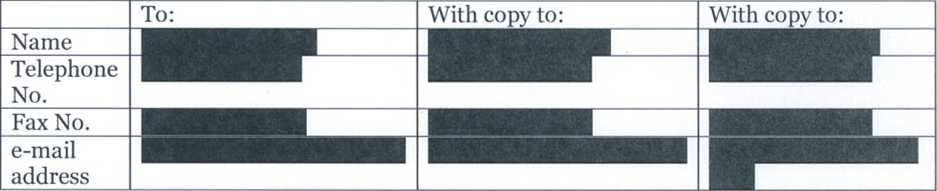 To: With copy to: With copy to:
Name
Telephone
No.
Fax No.
e-mail
address